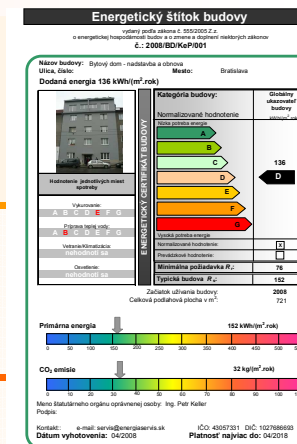 Energetický štítok budovy
vydaný podľa zákona č. 555/2005 Z.z.
o energetickej hospodárnosti budov a o zmene a doplnení niektorých zákonov
č.: 2008/BD/KeP/001
Názov budovy: Bytový dom - nadstavba a obnova
Ulica, číslo: Mesto: Bratislava
Dodaná energia 136 kWh/(m².rok)
ENERGETICKÝ CERTIFIKÁT BUDOVY
Kategória budovy:
Globálny
ukazovateľ
budovy
Normalizované hodnotenie
kWh/(m².rok)
Nízka potreba energie
A
B
C 136
D D
E
F
G
Vysoká potreba energie
Hodnotenie jednotlivých miest
spotreby
Vykurovanie:
A B C D E F G
Príprava teplej vody:
A B C D E F G
Vetranie/Klimatizácia:
nehodnotí sa
Osvetlenie:
nehodnotí sa
Normalizované hodnotenie: x
Prevádzkové hodnotenie:
Minimálna požiadavka Rᵣ: 76
Typická budova Rₛ: 152
Začiatok užívania budovy: 2008
Celková podlahová plocha v m²: 721
Primárna energia 152 kWh/(m².rok)
0 50 100 150 200 250 300 350 400 450 500
CO₂ emisie 32 kg/(m².rok)
0 10 20 30 40 50 60 70 80 90 100
Meno štatutárneho orgánu oprávnenej osoby: Ing. Petr Keller
Podpis:
Kontakt: e-mail: servis@energiaservis.sk IČO: 43057331 DIČ: 1027686693
Dátum vyhotovenia: 04/2008 Platnosť najviac do: 04/2018